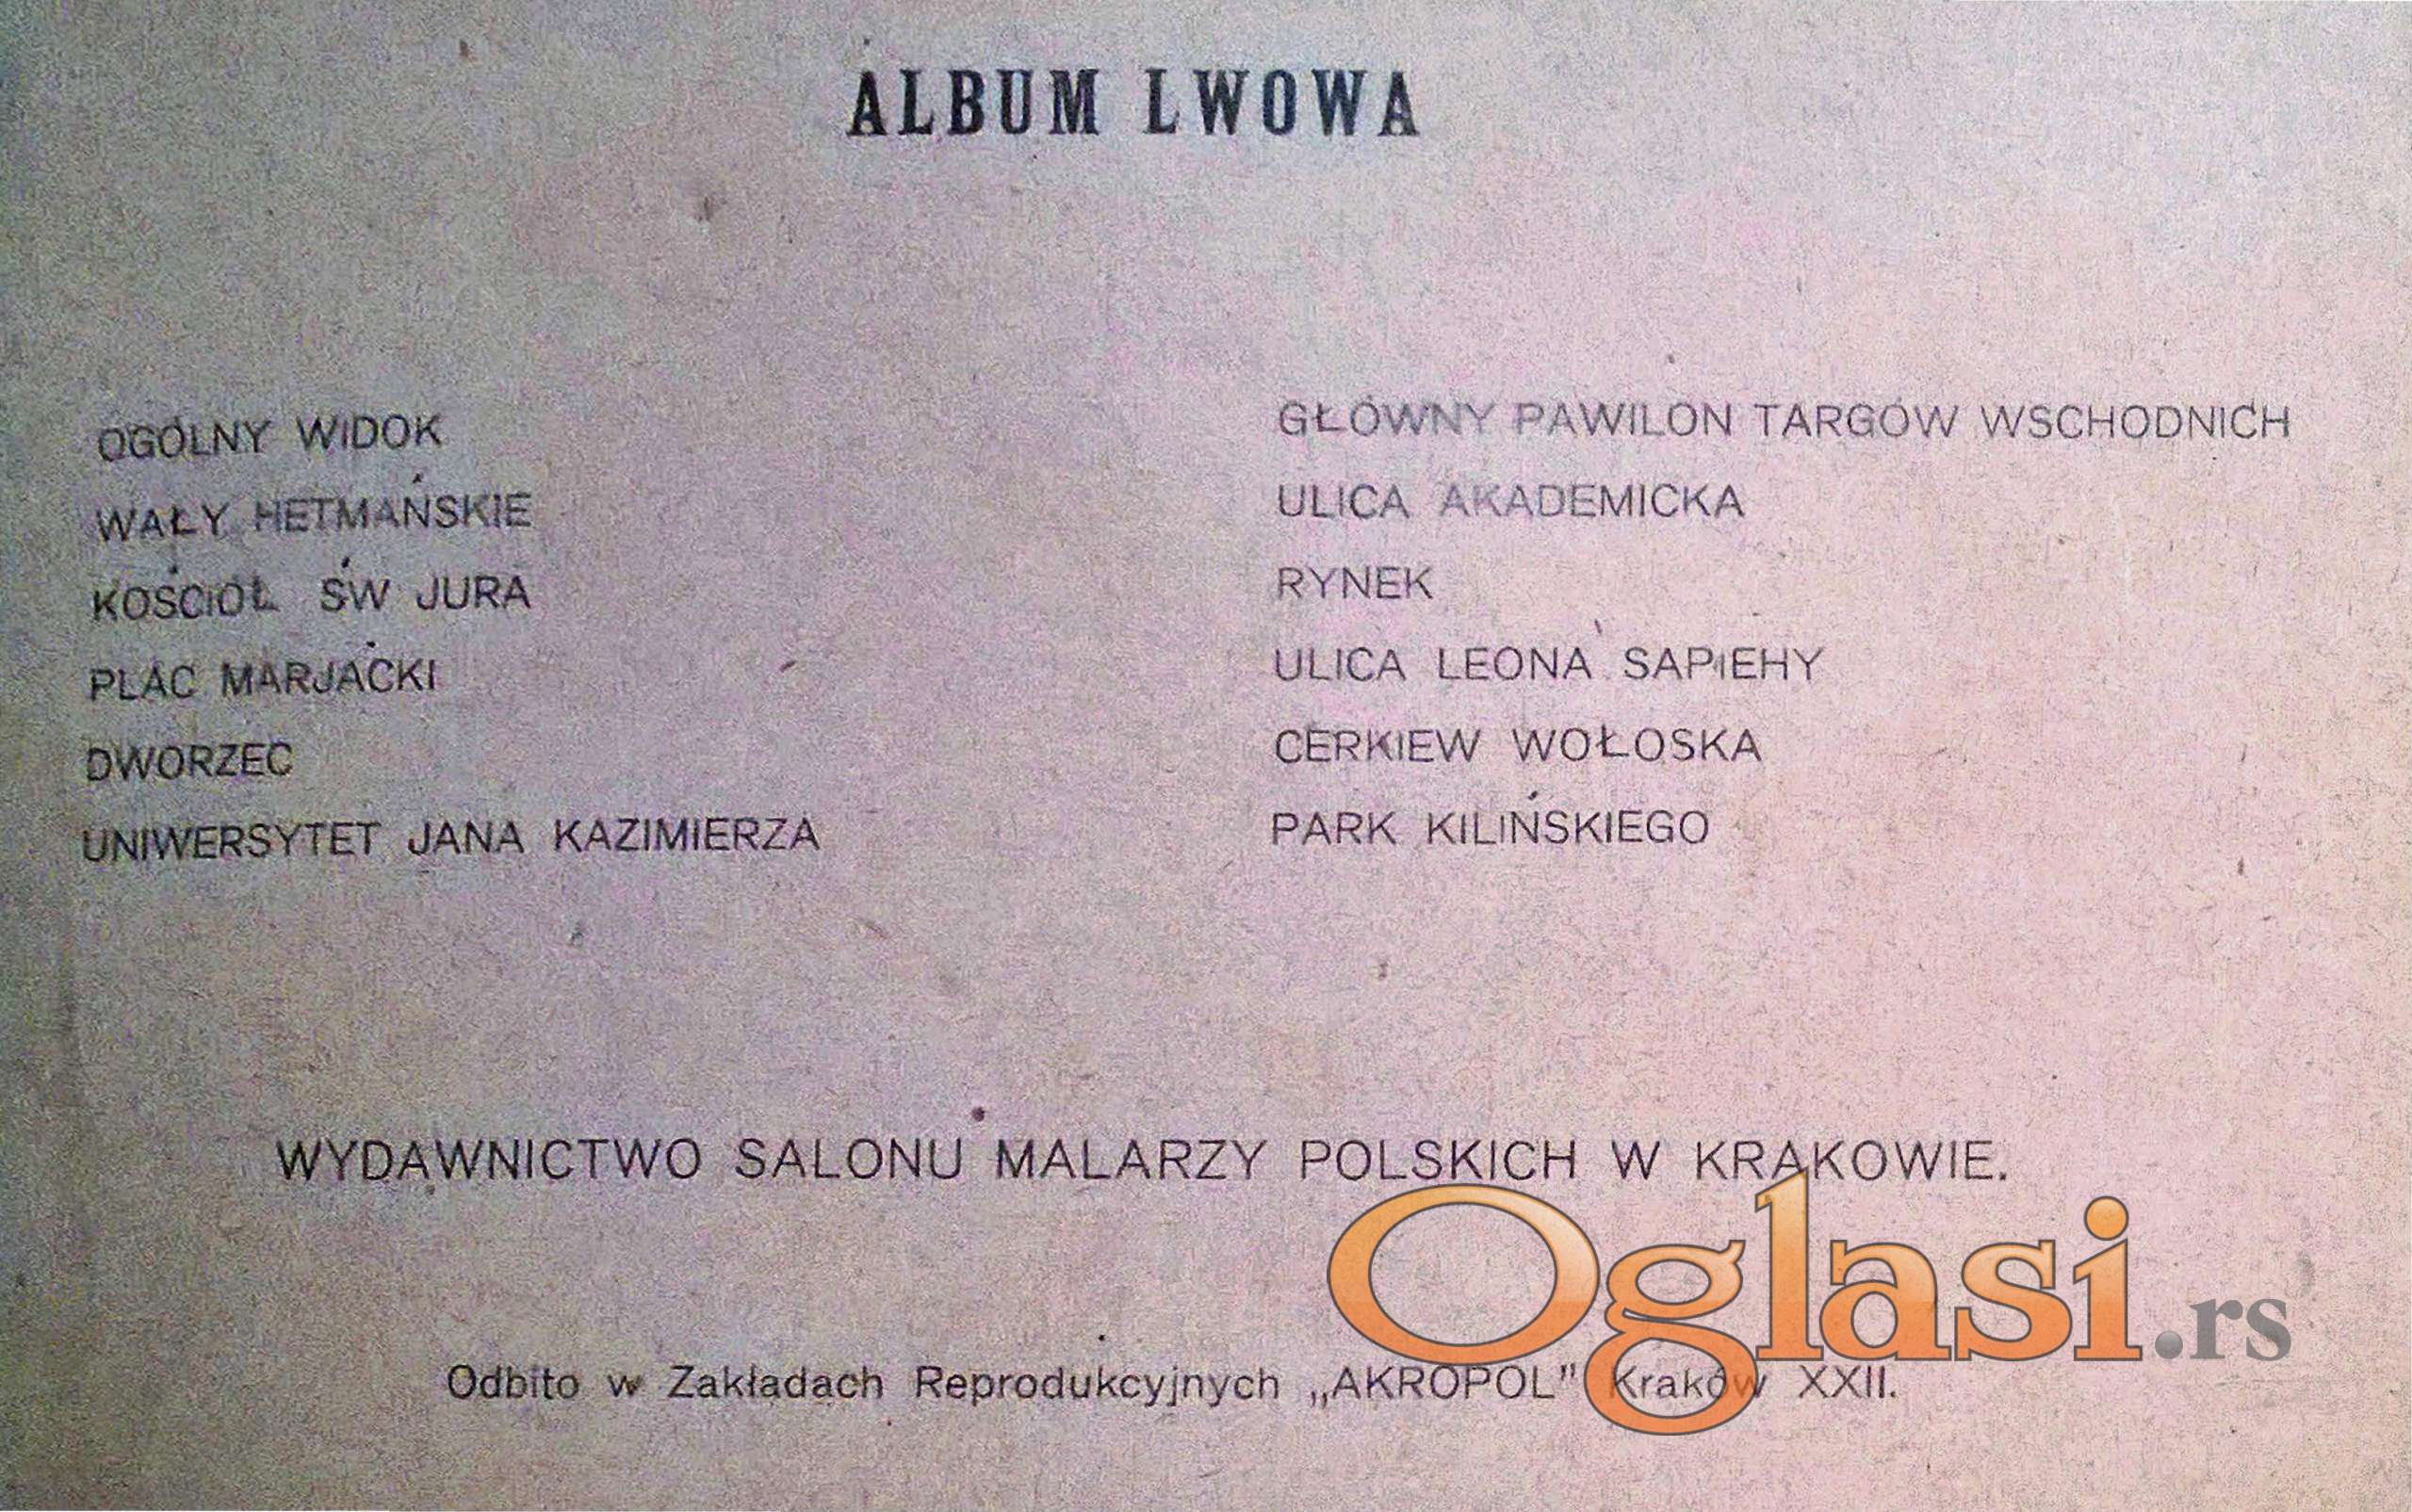 ALBUM LWOWA
OGÓLNY WIDOK
WAŁY HETMAŃSKIE
KOŚCIÓŁ ŚW JURA
PLAC MARJACKI
DWORZEC
UNIWERSYTET JANA KAZIMIERZA
GŁÓWNY PAWILON TARGÓW WSCHODNICH
ULICA AKADEMICKA
RYNEK
ULICA LEONA SAPIEHY
CERKIEW WOŁOSKA
PARK KILIŃSKIEGO
WYDAWNICTWO SALONU MALARZY POLSKICH W KRAKOWIE.
Oglasi.rs
Odbito w Zakładach Reprodukcyjnych „AKROPOL" Kraków XXII.